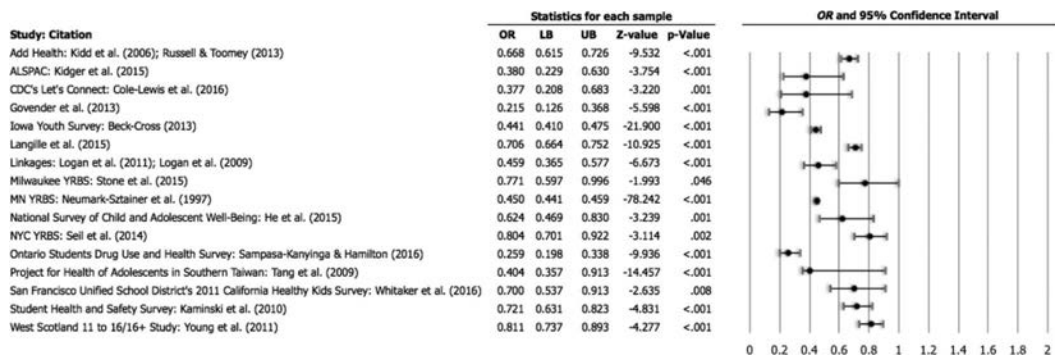 Statistics for each sample
OR and 95% Confidence Interval
Study: Citation OR LB UB Z-value p-Value
Add Health: Kidd et al. (2006); Russell & Toomey (2013) 0.668 0.615 0.726 -9.532 <.001
ALSPAC: Kidger et al. (2015) 0.380 0.229 0.630 -3.754 <.001
CDC's Let's Connect: Cole-Lewis et al. (2016) 0.377 0.208 0.683 -3.220 .001
Govender et al. (2013) 0.215 0.126 0.368 -5.598 <.001
Iowa Youth Survey: Beck-Cross (2013) 0.441 0.410 0.475 -21.900 <.001
Langille et al. (2015) 0.706 0.664 0.752 -10.925 <.001
Linkages: Logan et al. (2011); Logan et al. (2009) 0.459 0.365 0.577 -6.673 <.001
Milwaukee YRBS: Stone et al. (2015) 0.771 0.597 0.996 -1.993 .046
MN YRBS: Neumark-Sztainer et al. (1997) 0.450 0.441 0.459 -78.242 <.001
National Survey of Child and Adolescent Well-Being: He et al. (2015) 0.624 0.469 0.830 -3.239 .001
NYC YRBS: Seil et al. (2014) 0.804 0.701 0.922 -3.114 .002
Ontario Students Drug Use and Health Survey: Sampasa-Kanyinga & Hamilton (2016) 0.259 0.198 0.338 -9.936 <.001
Project for Health of Adolescents in Southern Taiwan: Tang et al. (2009) 0.404 0.357 0.913 -14.457 <.001
San Francisco Unified School District's 2011 California Healthy Kids Survey: Whitaker et al. (2016) 0.700 0.537 0.913 -2.635 .008
Student Health and Safety Survey: Kaminski et al. (2010) 0.721 0.631 0.823 -4.831 <.001
West Scotland 11 to 16/16+ Study: Young et al. (2011) 0.811 0.737 0.893 -4.277 <.001
0 0.2 0.4 0.6 0.8 1 1.2 1.4 1.6 1.8 2